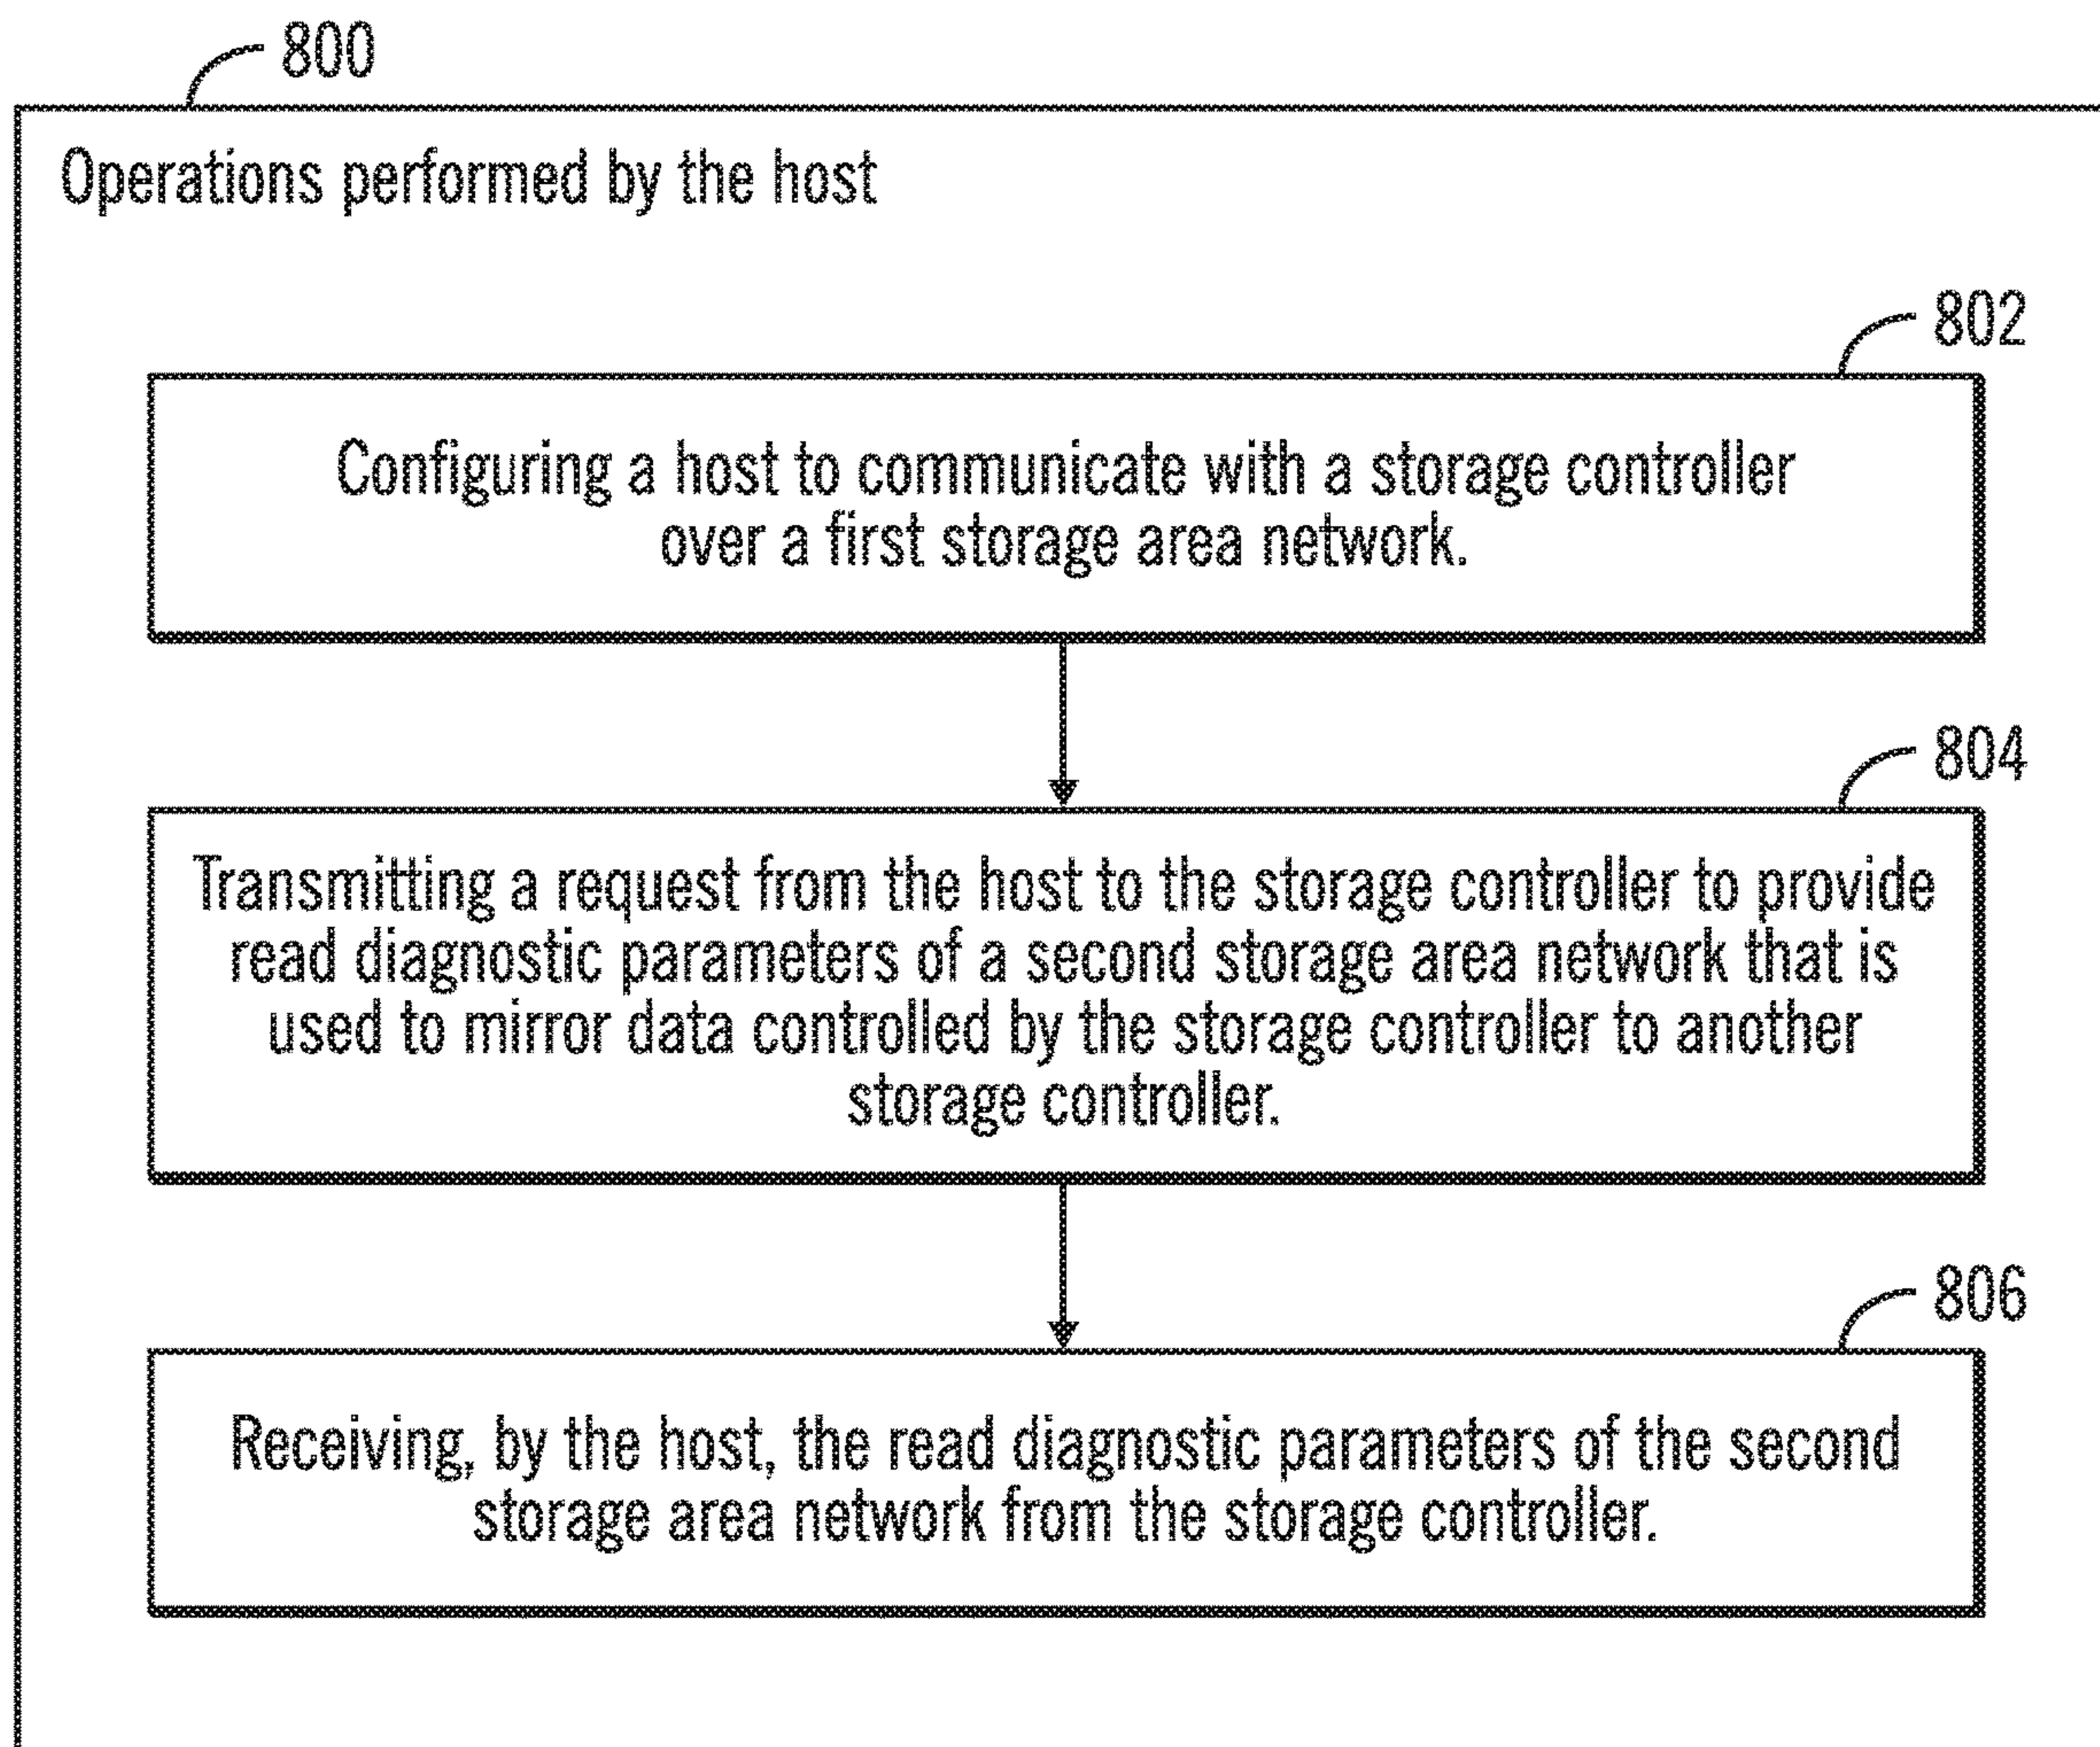 800
Operations performed by the host
802
Configuring a host to communicate with a storage controller
over a first storage area network.
804
Transmitting a request from the host to the storage controller to provide
read diagnostic parameters of a second storage area network that is
used to mirror data controlled by the storage controller to another
storage controller.
806
Receiving, by the host, the read diagnostic parameters of the second
storage area network from the storage controller.